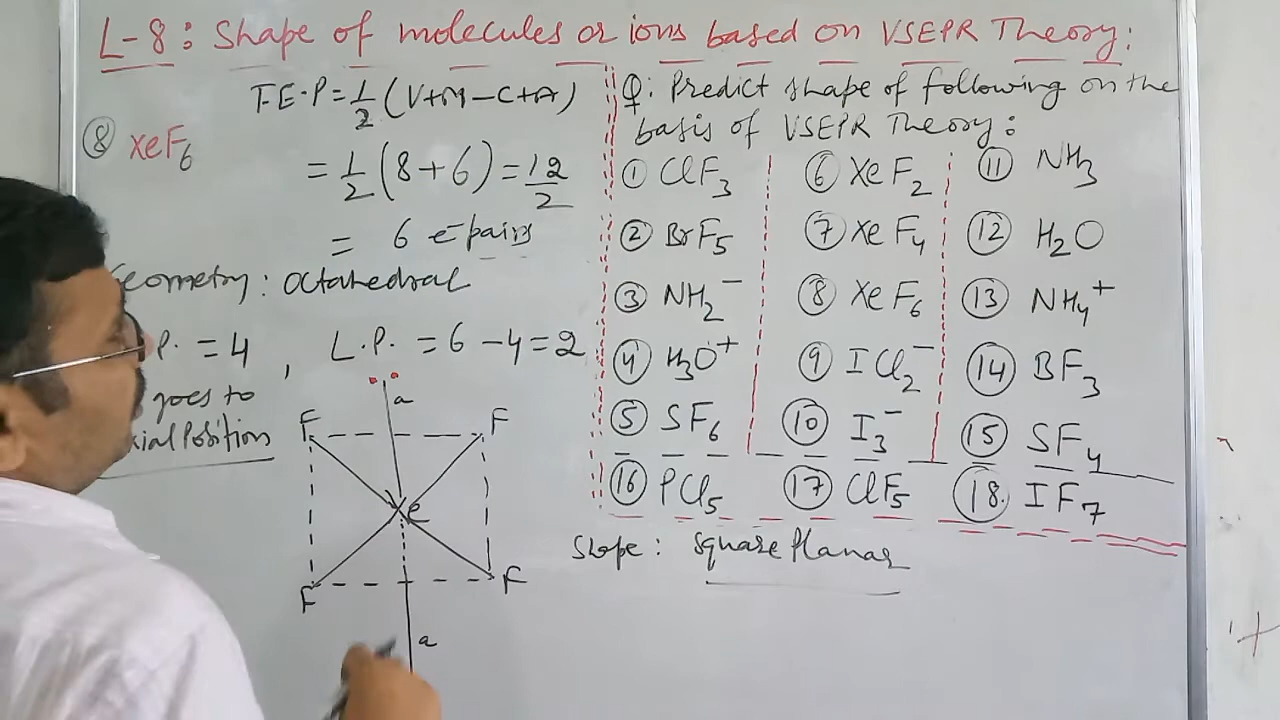 L-8: Shape of molecules or ions based on VSEPR Theory:
T.E.P = 1/2 (V+M-C+A)
⑧ XeF6
= 1/2 (8+6) = 12/2
= 6 e- pairs
eometry: Octahedral
P. = 4, L.P. = 6 - 4 = 2
goes to
xial Position
a
F F
e
F F
a
Q: Predict shape of following on the
basis of VSEPR Theory:
① ClF3 ⑥ XeF2 ⑪ NH3
② BrF5 ⑦ XeF4 ⑫ H2O
③ NH2- ⑧ XeF6 ⑬ NH4+
④ H3O+ ⑨ ICl2- ⑭ BF3
⑤ SF6 ⑩ I3- ⑮ SF4
⑯ PCl5 ⑰ ClF5 ⑱ IF7
Shape: Square Planar